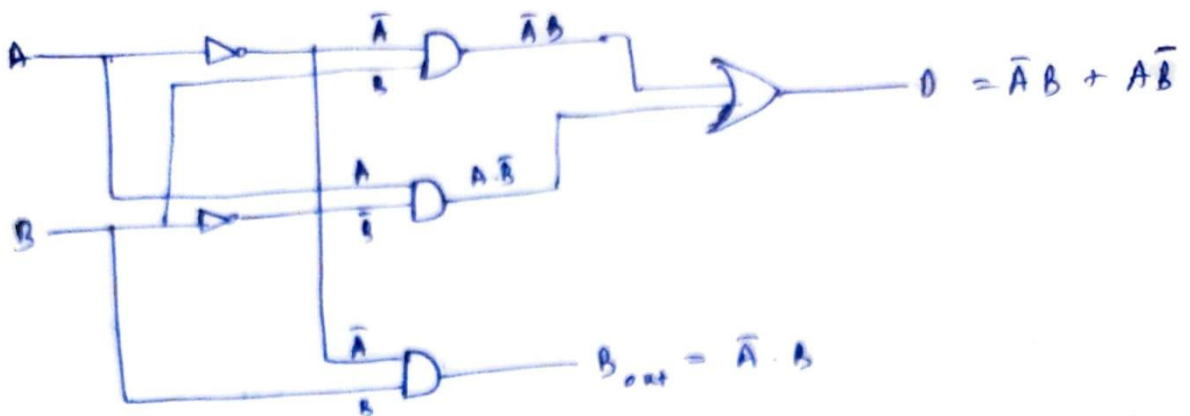 A Ā ĀB
B D = ĀB + AB̄
A A.B̄
B B̄
Ā B_out = Ā . B
B